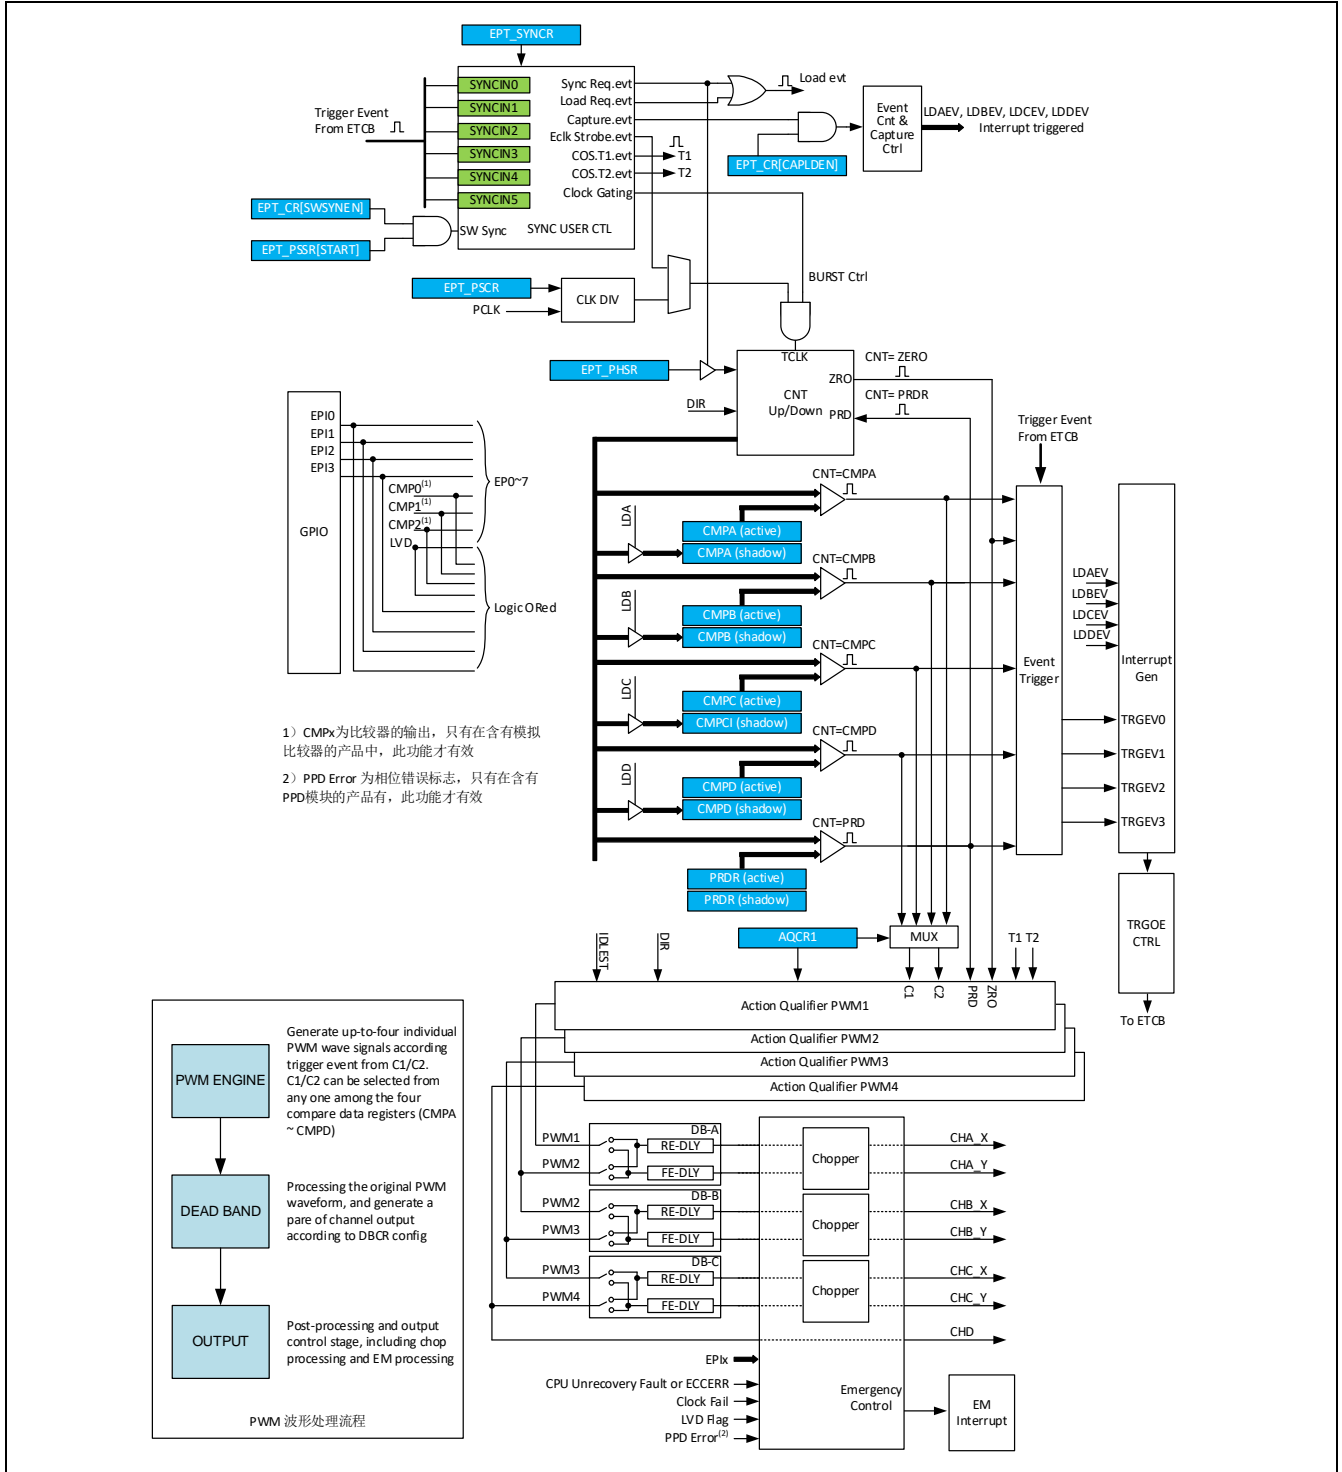 EPT_SYNCR
SYNCIN0
SYNCIN1
SYNCIN2
SYNCIN3
SYNCIN4
SYNCIN5
Sync Req.evt
Load Req.evt
Capture.evt
Eclk Strobe.evt
COS.T1.evt
COS.T2.evt
Clock Gating
SW Sync
SYNC USER CTL
Trigger Event
From ETCB
EPT_CR[SWSYNEN]
EPT_PSSR[START]
Load evt
T1
T2
EPT_CR[CAPLDEN]
Event
Cnt &
Capture
Ctrl
LDAEV, LDBEV, LDCEV, LDDEV
Interrupt triggered
EPT_PSCR
PCLK
CLK DIV
BURST Ctrl
EPT_PHSR
DIR
TCLK
ZRO
CNT
Up/Down
PRD
CNT= ZERO
CNT= PRDR
GPIO
EPI0
EPI1
EPI2
EPI3
CMP0(1)
CMP1(1)
CMP2(1)
LVD
EP0~7
Logic ORed
1）CMPx为比较器的输出，只有在含有模拟
比较器的产品中，此功能才有效
2）PPD Error 为相位错误标志，只有在含有
PPD模块的产品有，此功能才有效
LDA
CNT=CMPA
CMPA (active)
CMPA (shadow)
LDB
CNT=CMPB
CMPB (active)
CMPB (shadow)
LDC
CNT=CMPC
CMPC (active)
CMPCI (shadow)
LDD
CNT=CMPD
CMPD (active)
CMPD (shadow)
CNT=PRD
PRDR (active)
PRDR (shadow)
Trigger Event
From ETCB
Event
Trigger
LDAEV
LDBEV
LDCEV
LDDEV
Interrupt
Gen
TRGEV0
TRGEV1
TRGEV2
TRGEV3
TRGOE
CTRL
To ETCB
IDLEST
DIR
AQCR1
MUX
T1 T2
C1
C2
PRD
ZRO
Action Qualifier PWM1
Action Qualifier PWM2
Action Qualifier PWM3
Action Qualifier PWM4
PWM ENGINE
Generate up-to-four individual
PWM wave signals according
trigger event from C1/C2.
C1/C2 can be selected from
any one among the four
compare data registers (CMPA
~ CMPD)
DEAD BAND
Processing the original PWM
waveform, and generate a
pare of channel output
according to DBCR config
OUTPUT
Post-processing and output
control stage, including chop
processing and EM processing
PWM 波形处理流程
PWM1
PWM2
DB-A
RE-DLY
FE-DLY
Chopper
CHA_X
CHA_Y
PWM2
PWM3
DB-B
RE-DLY
FE-DLY
Chopper
CHB_X
CHB_Y
PWM3
PWM4
DB-C
RE-DLY
FE-DLY
Chopper
CHC_X
CHC_Y
CHD
EPIx
CPU Unrecovery Fault or ECCERR
Clock Fail
LVD Flag
PPD Error(2)
Emergency
Control
EM
Interrupt